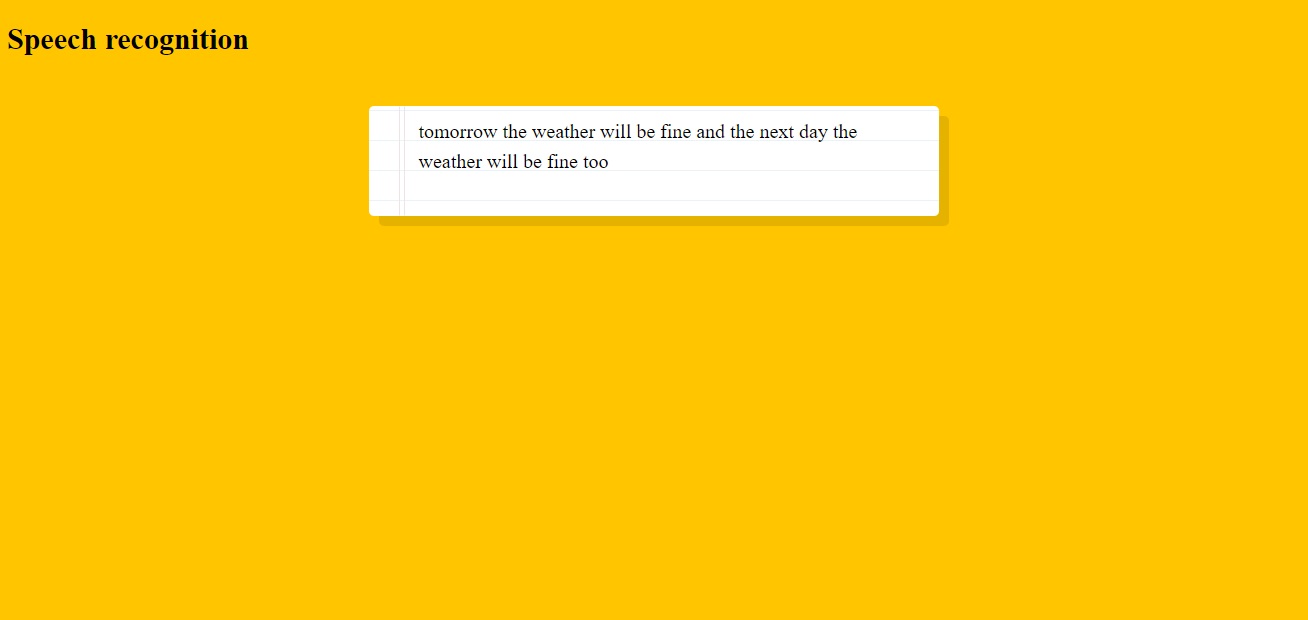 Speech recognition
tomorrow the weather will be fine and the next day the
weather will be fine too